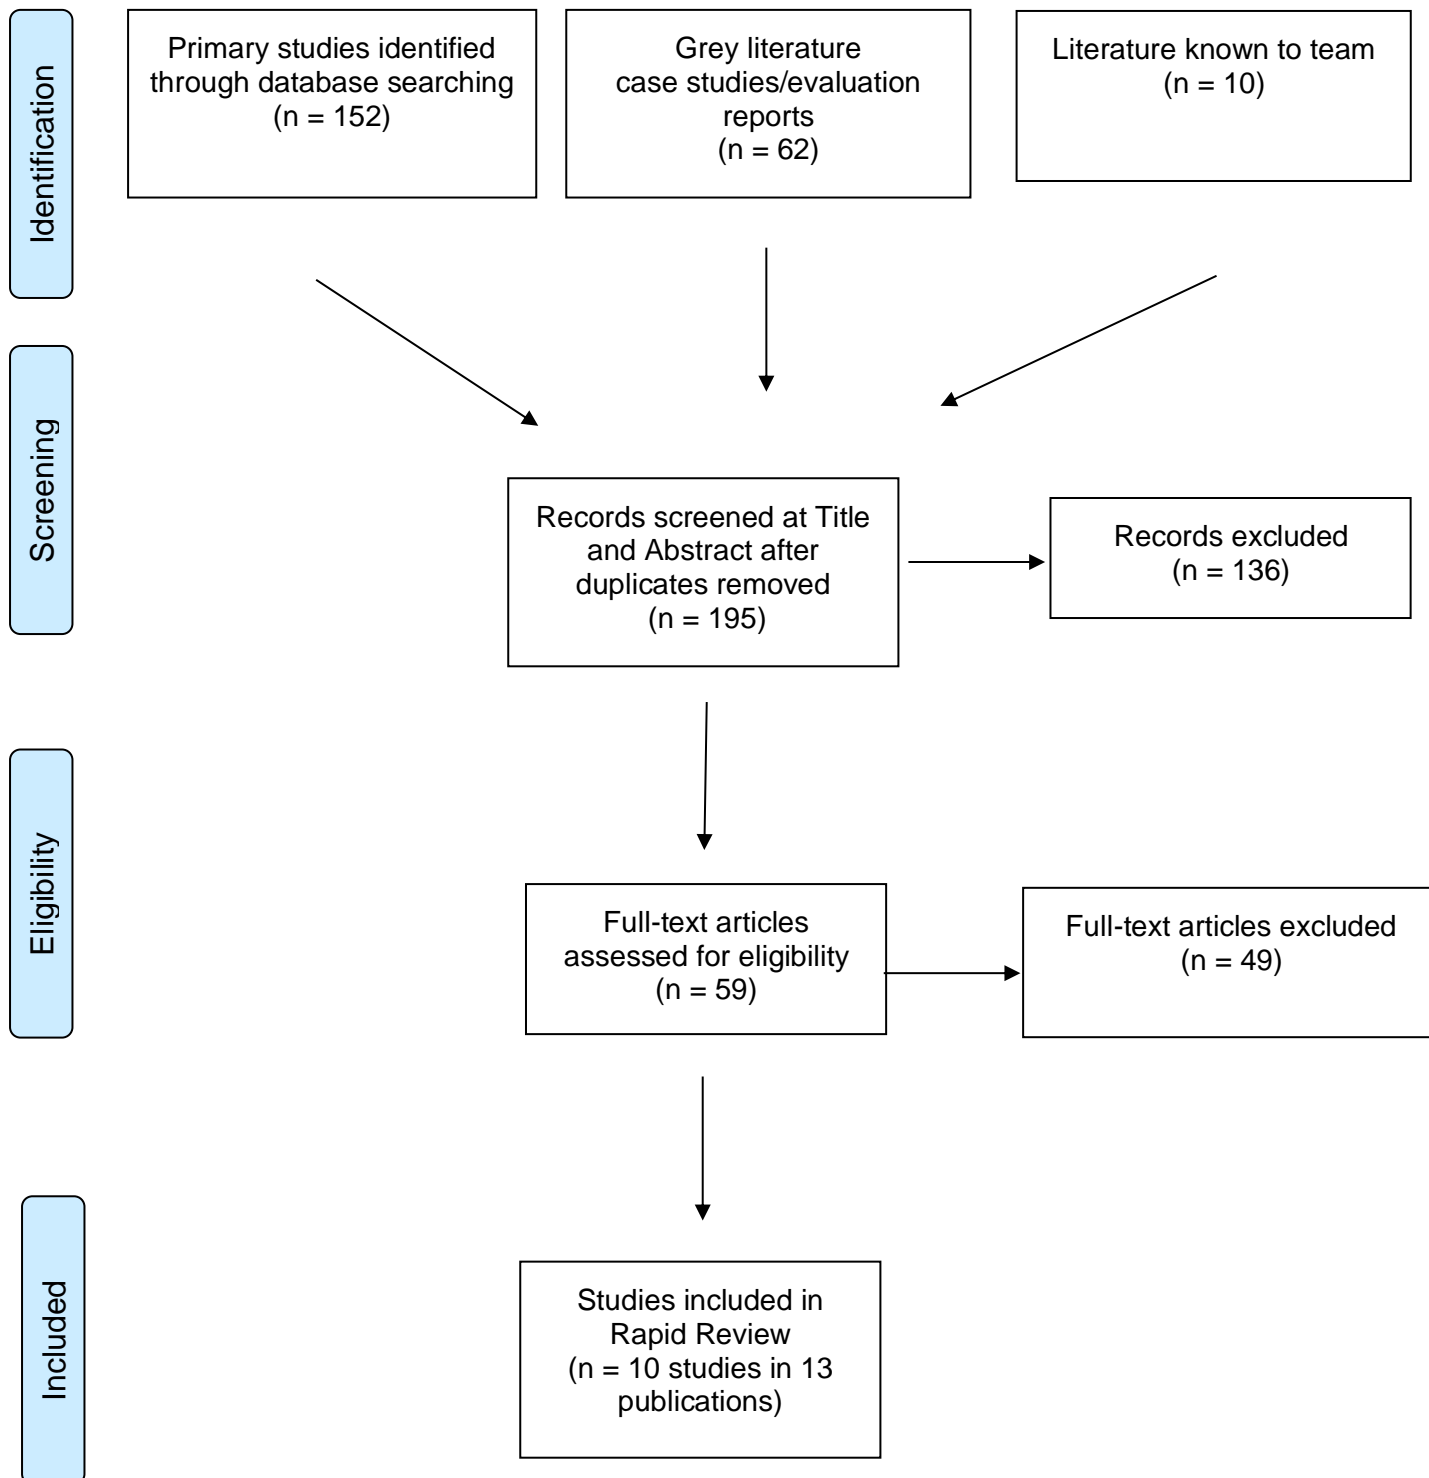 Identification
Primary studies identified
through database searching
(n = 152)
Grey literature
case studies/evaluation
reports
(n = 62)
Literature known to team
(n = 10)
Screening
Records screened at Title
and Abstract after
duplicates removed
(n = 195)
Records excluded
(n = 136)
Eligibility
Full-text articles
assessed for eligibility
(n = 59)
Full-text articles excluded
(n = 49)
Included
Studies included in
Rapid Review
(n = 10 studies in 13
publications)